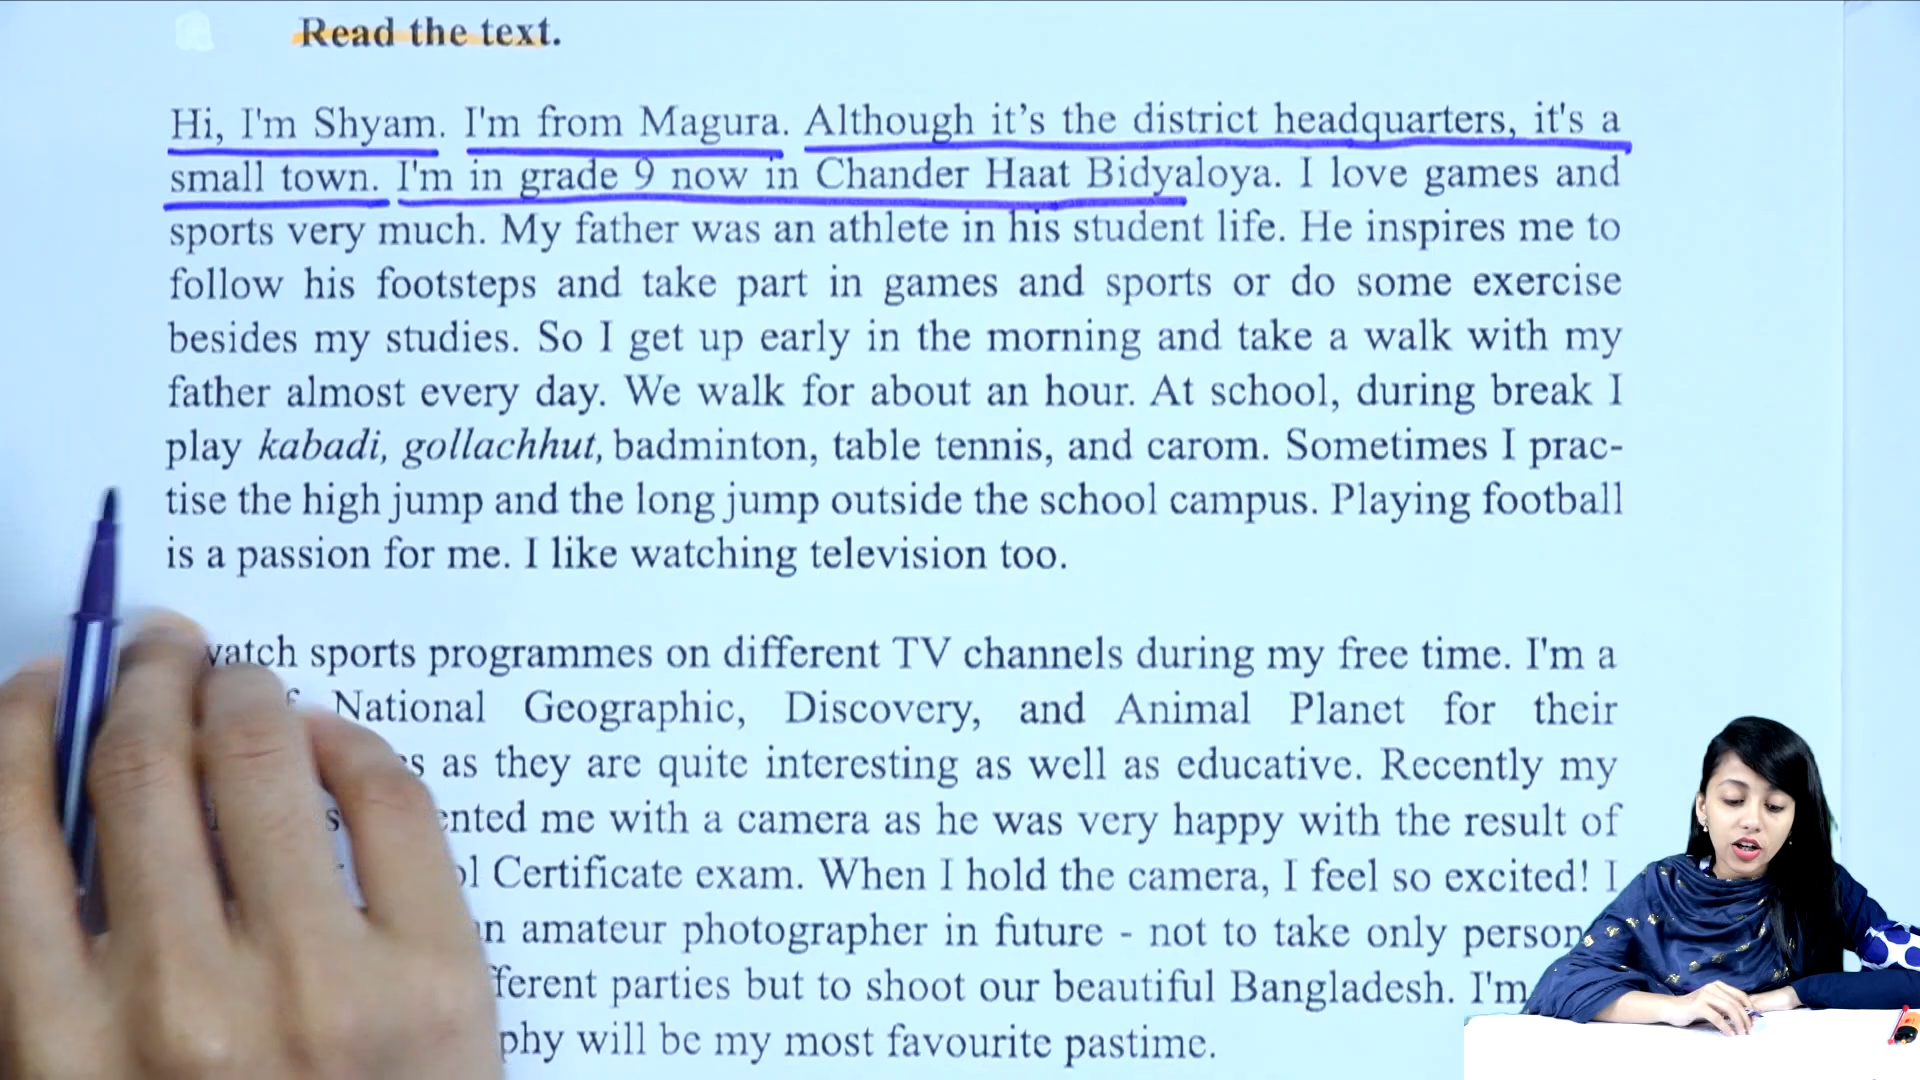 Read the text.
Hi, I'm Shyam. I'm from Magura. Although it’s the district headquarters, it's a
small town. I'm in grade 9 now in Chander Haat Bidyaloya. I love games and
sports very much. My father was an athlete in his student life. He inspires me to
follow his footsteps and take part in games and sports or do some exercise
besides my studies. So I get up early in the morning and take a walk with my
father almost every day. We walk for about an hour. At school, during break I
play kabadi, gollachhut, badminton, table tennis, and carom. Sometimes I prac-
tise the high jump and the long jump outside the school campus. Playing football
is a passion for me. I like watching television too.
watch sports programmes on different TV channels during my free time. I'm a
National Geographic, Discovery, and Animal Planet for their
as they are quite interesting as well as educative. Recently my
me with a camera as he was very happy with the result of
Certificate exam. When I hold the camera, I feel so excited! I
amateur photographer in future - not to take only
parties but to shoot our beautiful Bangladesh. I'm
will be my most favourite pastime.